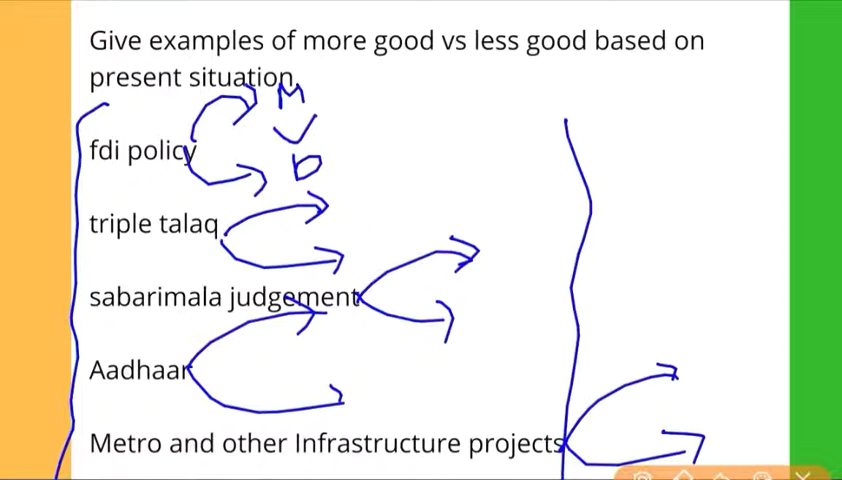 Give examples of more good vs less good based on
present situation
M
fdi policy
D
triple talaq
sabarimala judgement
Aadhaar
Metro and other Infrastructure projects